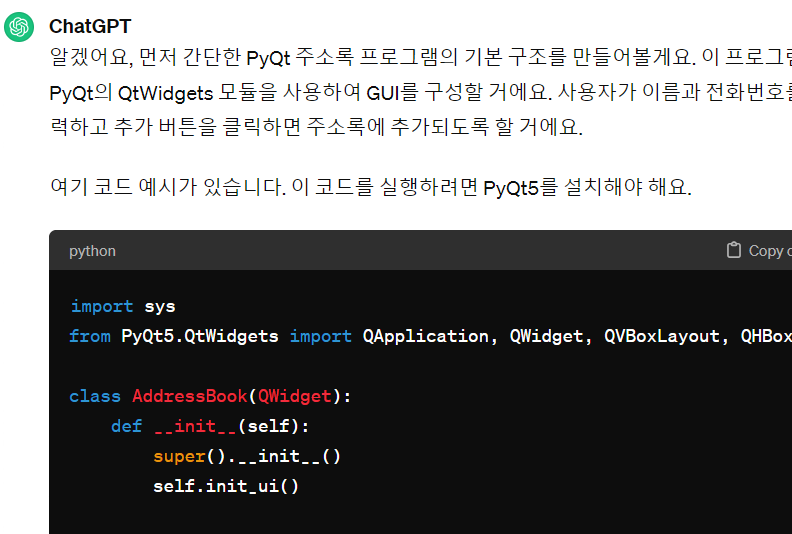 ChatGPT
알겠어요, 먼저 간단한 PyQt 주소록 프로그램의 기본 구조를 만들어볼게요. 이 프로그램
PyQt의 QtWidgets 모듈을 사용하여 GUI를 구성할 거에요. 사용자가 이름과 전화번호를
력하고 추가 버튼을 클릭하면 주소록에 추가되도록 할 거에요.
여기 코드 예시가 있습니다. 이 코드를 실행하려면 PyQt5를 설치해야 해요.
python
Copy c
import sys
from PyQt5.QtWidgets import QApplication, QWidget, QVBoxLayout, QHBox
class AddressBook(QWidget):
def __init__(self):
super().__init__()
self.init_ui()